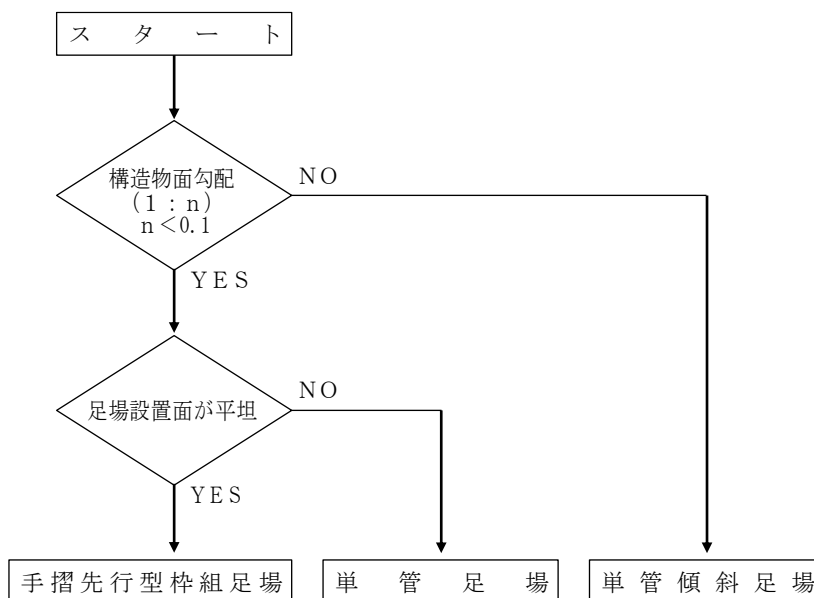 スタート
構造物面勾配
(1:n)
n<0.1
NO
YES
足場設置面が平坦
NO
YES
手摺先行型枠組足場
単管足場
単管傾斜足場